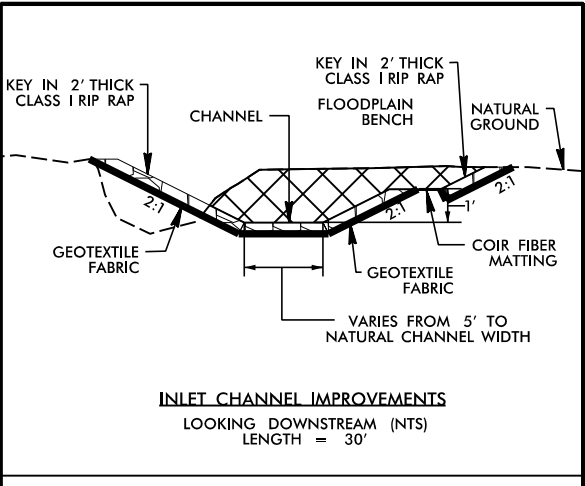 KEY IN 2' THICK
CLASS I RIP RAP
CHANNEL
KEY IN 2' THICK
CLASS I RIP RAP
FLOODPLAIN
BENCH
NATURAL
GROUND
2:1
2:1
2:1
1'
GEOTEXTILE
FABRIC
GEOTEXTILE
FABRIC
COIR FIBER
MATTING
VARIES FROM 5' TO
NATURAL CHANNEL WIDTH
INLET CHANNEL IMPROVEMENTS
LOOKING DOWNSTREAM (NTS)
LENGTH = 30'